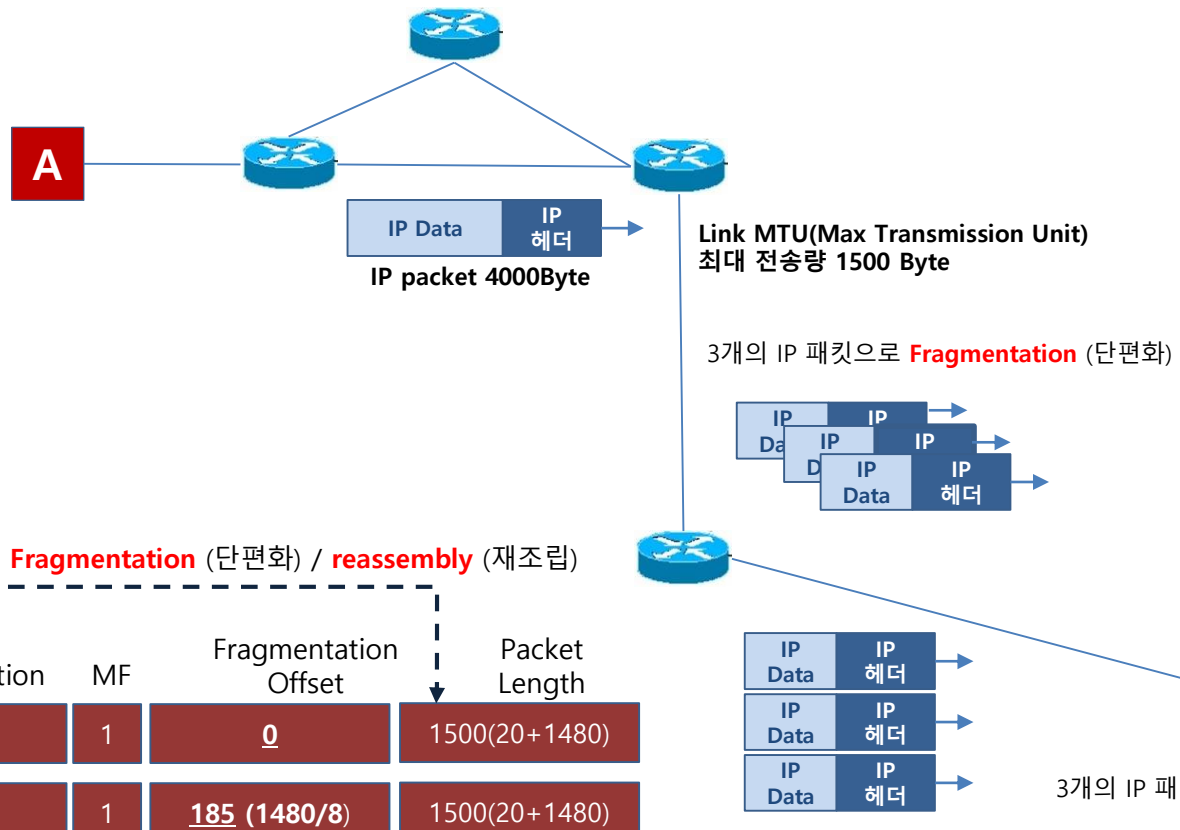 A
IP Data
IP
헤더
IP packet 4000Byte
Link MTU(Max Transmission Unit)
최대 전송량 1500 Byte
3개의 IP 패킷으로 Fragmentation (단편화)
IP
IP
IP
IP
IP
Data
IP
헤더
Fragmentation (단편화) / reassembly (재조립)
tion
MF
Fragmentation
Offset
Packet
Length
1
0
1500(20+1480)
1
185 (1480/8)
1500(20+1480)
IP
Data
IP
헤더
IP
Data
IP
헤더
IP
Data
IP
헤더
3개의 IP 패